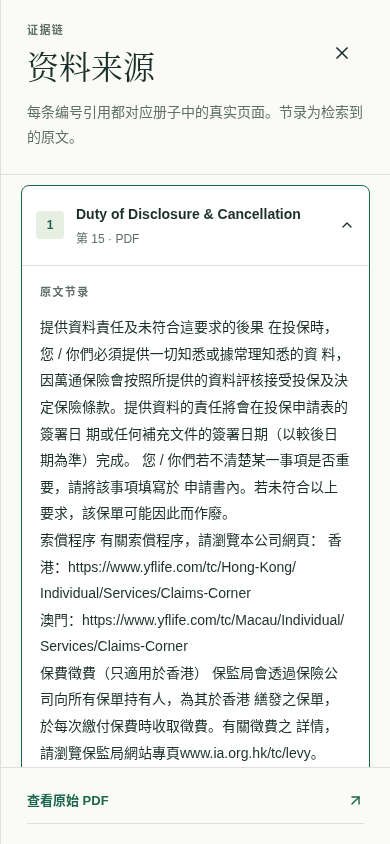 证据链
资料来源
每条编号引用都对应册子中的真实页面。节录为检索到
的原文。
1
Duty of Disclosure & Cancellation
第 15 · PDF
原文节录
提供資料責任及未符合這要求的後果 在投保時，
您 / 你們必須提供一切知悉或據常理知悉的資 料，
因萬通保險會按照所提供的資料評核接受投保及決
定保險條款。提供資料的責任將會在投保申請表的
簽署日 期或任何補充文件的簽署日期（以較後日
期為準）完成。 您 / 你們若不清楚某一事項是否重
要，請將該事項填寫於 申請書內。若未符合以上
要求，該保單可能因此而作廢。
索償程序 有關索償程序，請瀏覽本公司網頁： 香
港：https://www.yflife.com/tc/Hong-Kong/
Individual/Services/Claims-Corner
澳門：https://www.yflife.com/tc/Macau/Individual/
Services/Claims-Corner
保費徵費（只適用於香港） 保監局會透過保險公
司向所有保單持有人，為其於香港 繕發之保單，
於每次繳付保費時收取徵費。有關徵費之 詳情，
請瀏覽保監局網站專頁www.ia.org.hk/tc/levy。
查看原始 PDF